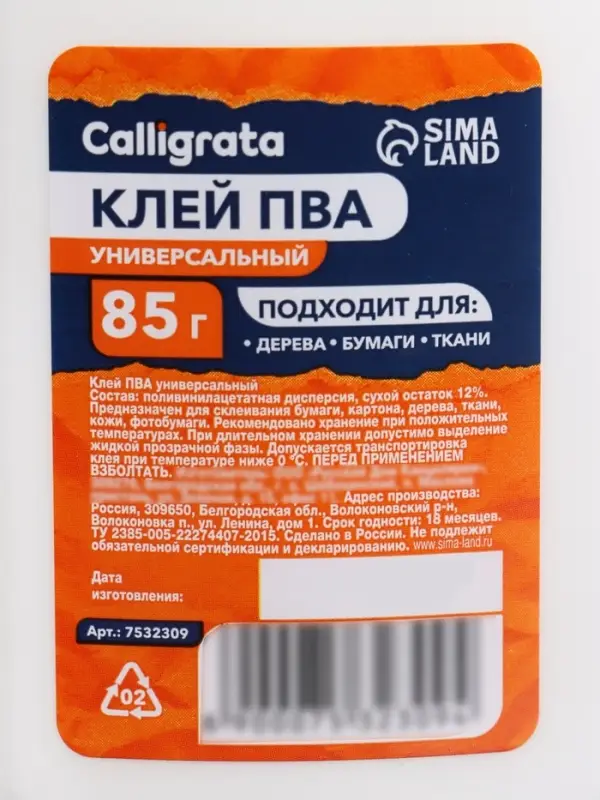 Calligrata
SIMA
LAND
КЛЕЙ ПВА
УНИВЕРСАЛЬНЫЙ
85 г
ПОДХОДИТ ДЛЯ:
• ДЕРЕВА • БУМАГИ • ТКАНИ
Клей ПВА универсальный
Состав: поливинилацетатная дисперсия, сухой остаток 12%.
Предназначен для склеивания бумаги, картона, дерева, ткани,
кожи, фотобумаги. Рекомендовано хранение при положительных
температурах. При длительном хранении допустимо выделение
жидкой прозрачной фазы. Допускается транспортировка
клея при температуре ниже 0 °С. ПЕРЕД ПРИМЕНЕНИЕМ
ВЗБОЛТАТЬ.
Адрес производства:
Россия, 309650, Белгородская обл., Волоконовский р-н,
Волоконовка п., ул. Ленина, дом 1. Срок годности: 18 месяцев.
ТУ 2385-005-22274407-2015. Сделано в России. Не подлежит
обязательной сертификации и декларированию. www.sima-land.ru
Дата
изготовления:
Арт.: 7532309
02